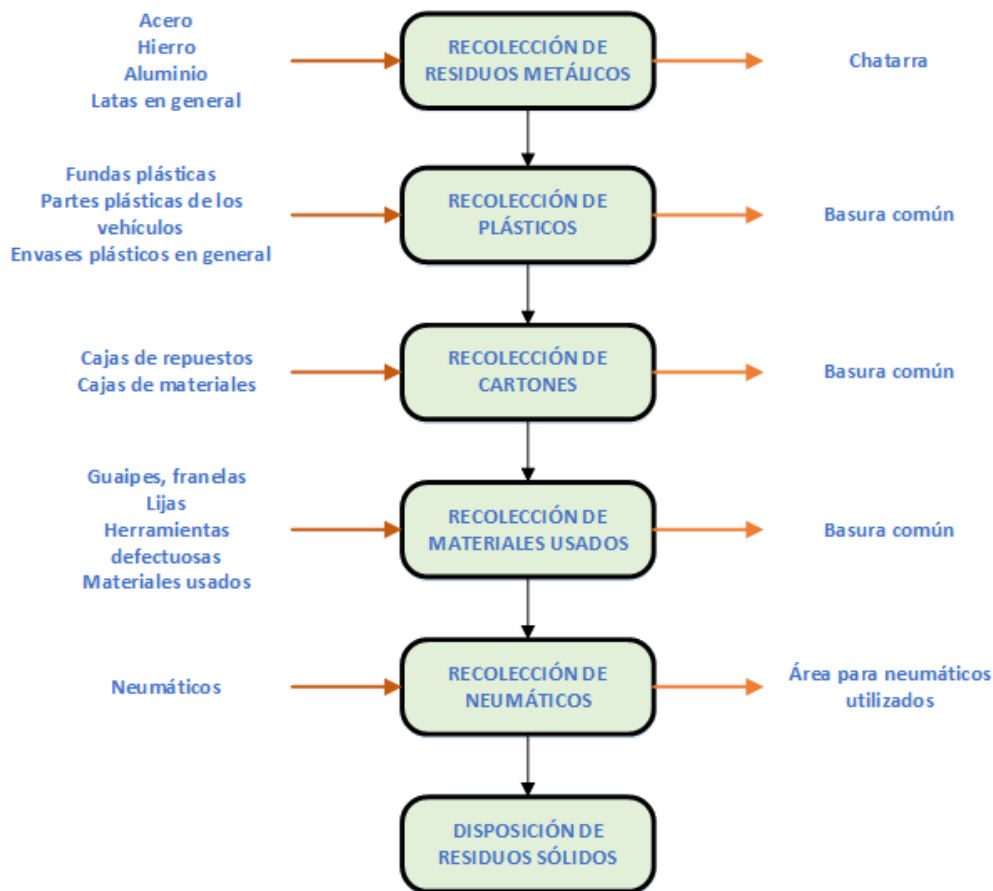 Acero
Hierro
Aluminio
Latas en general
RECOLECCIÓN DE
RESIDUOS METÁLICOS
Chatarra
Fundas plásticas
Partes plásticas de los
vehículos
Envases plásticos en general
RECOLECCIÓN DE
PLÁSTICOS
Basura común
Cajas de repuestos
Cajas de materiales
RECOLECCIÓN DE
CARTONES
Basura común
Guaipes, franelas
Lijas
Herramientas
defectuosas
Materiales usados
RECOLECCIÓN DE
MATERIALES USADOS
Basura común
Neumáticos
RECOLECCIÓN DE
NEUMÁTICOS
Área para neumáticos
utilizados
DISPOSICIÓN DE
RESIDUOS SÓLIDOS